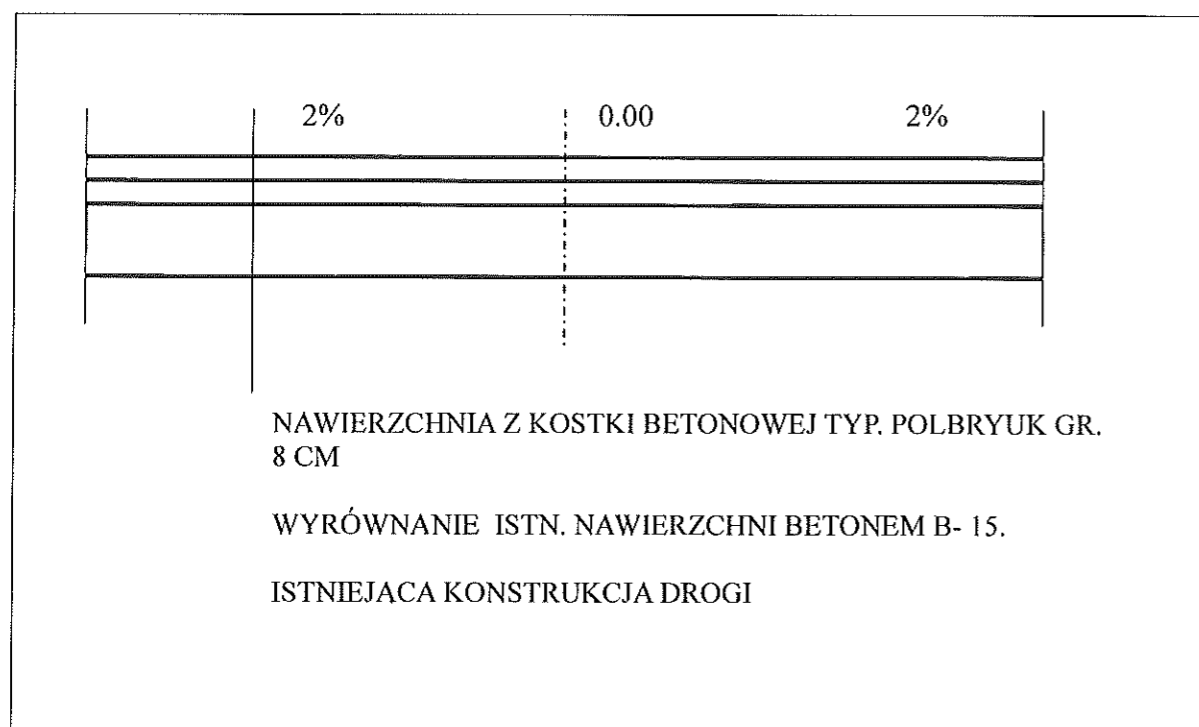 2% 0.00 2%
NAWIERZCHNIA Z KOSTKI BETONOWEJ TYP. POLBRYUK GR.
8 CM
WYRÓWNANIE ISTN. NAWIERZCHNI BETONEM B- 15.
ISTNIEJĄCA KONSTRUKCJA DROGI